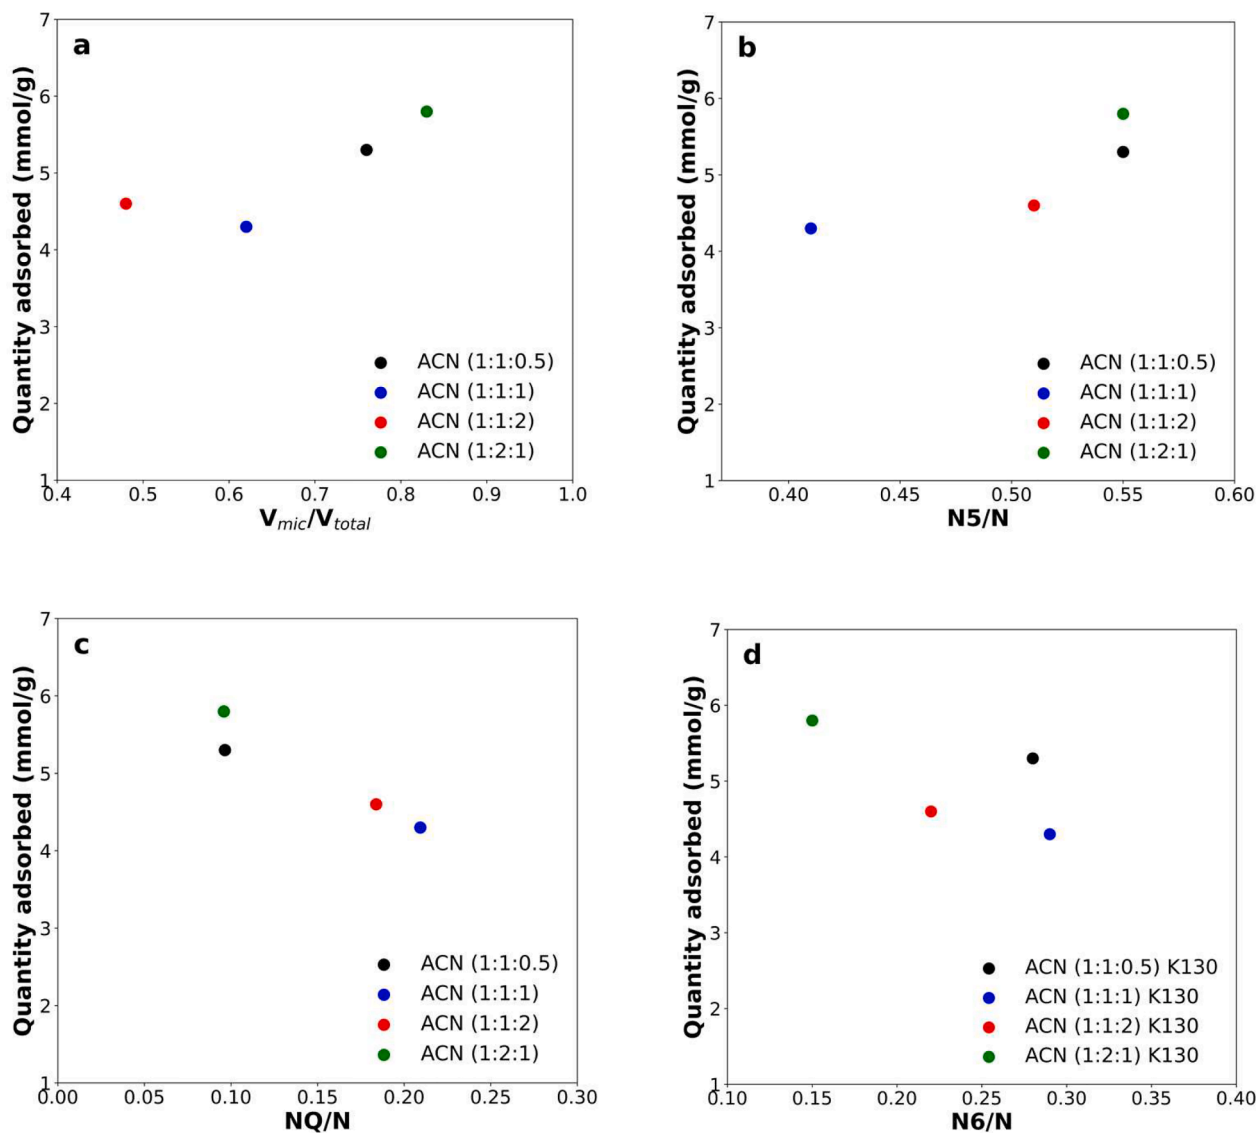 a
Quantity adsorbed (mmol/g)
7
6
5
4
3
2
1
ACN (1:1:0.5)
ACN (1:1:1)
ACN (1:1:2)
ACN (1:2:1)
0.4 0.5 0.6 0.7 0.8 0.9 1.0
Vmic/Vtotal
b
Quantity adsorbed (mmol/g)
7
6
5
4
3
2
1
ACN (1:1:0.5)
ACN (1:1:1)
ACN (1:1:2)
ACN (1:2:1)
0.40 0.45 0.50 0.55 0.60
N5/N
c
Quantity adsorbed (mmol/g)
7
6
5
4
3
2
1
ACN (1:1:0.5)
ACN (1:1:1)
ACN (1:1:2)
ACN (1:2:1)
0.00 0.05 0.10 0.15 0.20 0.25 0.30
NQ/N
d
Quantity adsorbed (mmol/g)
7
6
5
4
3
2
1
ACN (1:1:0.5) K130
ACN (1:1:1) K130
ACN (1:1:2) K130
ACN (1:2:1) K130
0.10 0.15 0.20 0.25 0.30 0.35 0.40
N6/N